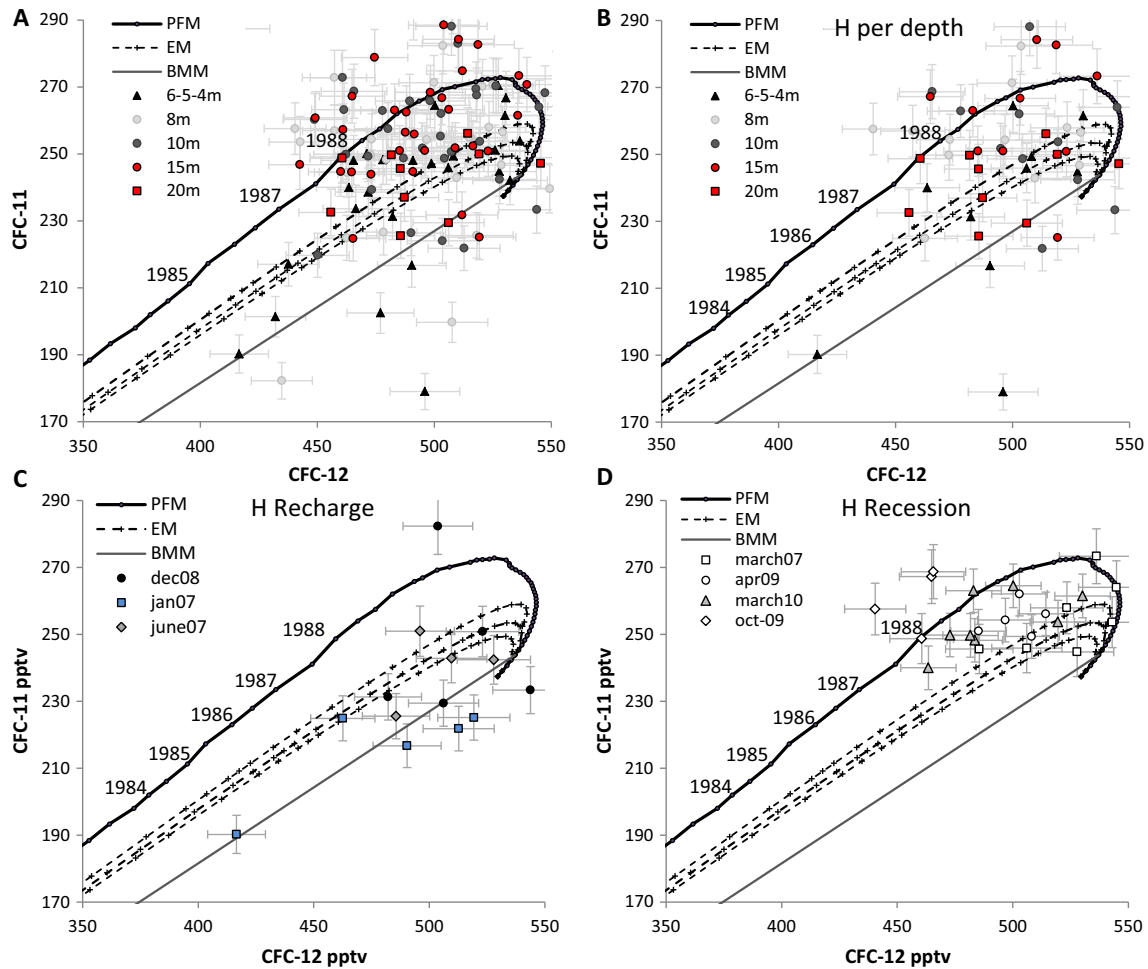 A
290
270
250
230
210
190
170
350
400
450
500
550
CFC-11
CFC-12
PFM
EM
BMM
6-5-4m
8m
10m
15m
20m
1988
1987
1985
B
H per depth
290
270
250
230
210
190
170
350
400
450
500
550
CFC-11
CFC-12
PFM
EM
BMM
6-5-4m
8m
10m
15m
20m
1988
1987
1986
1985
1984
C
H Recharge
290
270
250
230
210
190
170
350
400
450
500
550
CFC-11 pptv
CFC-12 pptv
PFM
EM
BMM
dec08
jan07
june07
1988
1987
1986
1985
1984
D
H Recession
290
270
250
230
210
190
170
350
400
450
500
550
CFC-11 pptv
CFC-12 pptv
PFM
EM
BMM
march07
apr09
march10
oct-09
1988
1987
1986
1985
1984